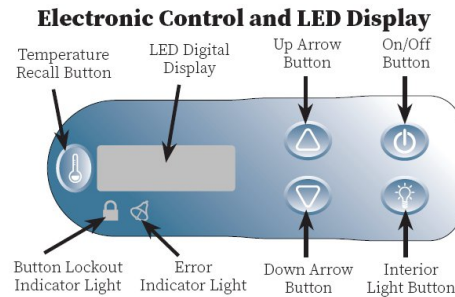 Electronic Control and LED Display
Temperature
Recall Button
LED Digital
Display
Up Arrow
Button
On/Off
Button
Button Lockout
Indicator Light
Error
Indicator Light
Down Arrow
Button
Interior
Light Button